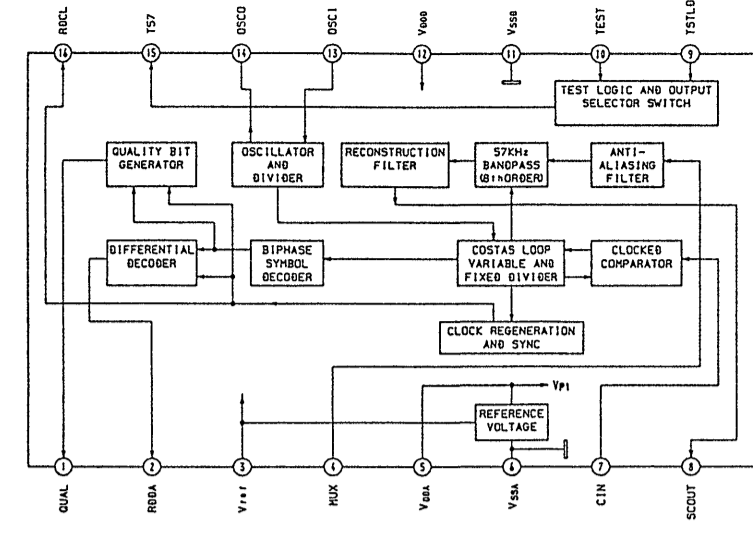 RDCL
T57
OSCO
OSCI
VDDD
VSSD
TEST
TSTLD
16
15
14
13
12
11
10
9
TEST LOGIC AND OUTPUT
SELECTOR SWITCH
QUALITY BIT
GENERATOR
OSCILLATOR
AND
DIVIDER
RECONSTRUCTION
FILTER
57KHz
BANDPASS
(8thORDER)
ANTI-
ALIASING
FILTER
DIFFERENTIAL
DECODER
BIPHASE
SYMBOL
DECODER
COSTAS LOOP
VARIABLE AND
FIXED DIVIDER
CLOCKED
COMPARATOR
CLOCK REGENERATION
AND SYNC
VP1
REFERENCE
VOLTAGE
1
2
3
4
5
6
7
8
QUAL
RDDA
Vref
MUX
VDDA
VSSA
CIN
SCOUT